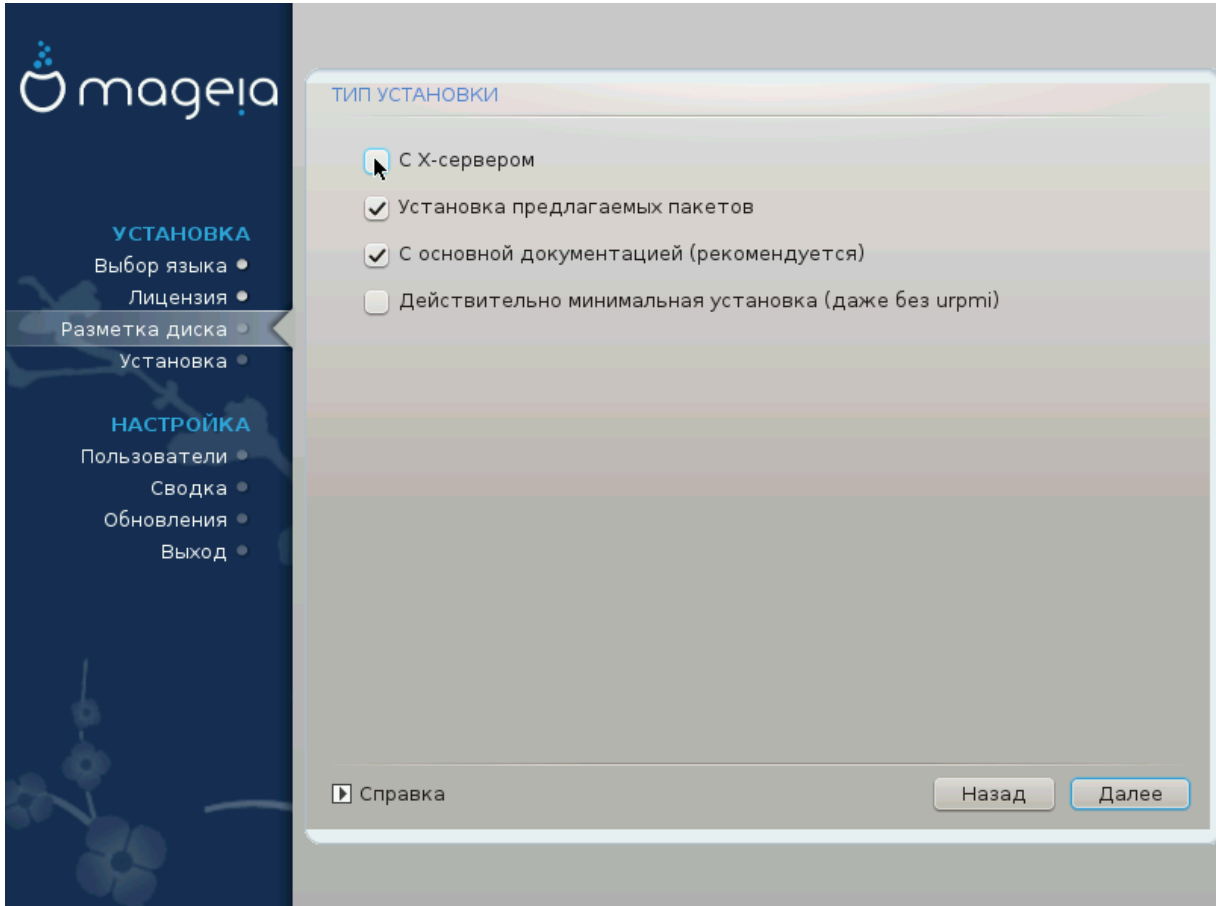 mageia
УСТАНОВКА
Выбор языка
Лицензия
Разметка диска
Установка
НАСТРОЙКА
Пользователи
Сводка
Обновления
Выход
ТИП УСТАНОВКИ
С X-сервером
Установка предлагаемых пакетов
С основной документацией (рекомендуется)
Действительно минимальная установка (даже без urpmi)
Справка
Назад
Далее